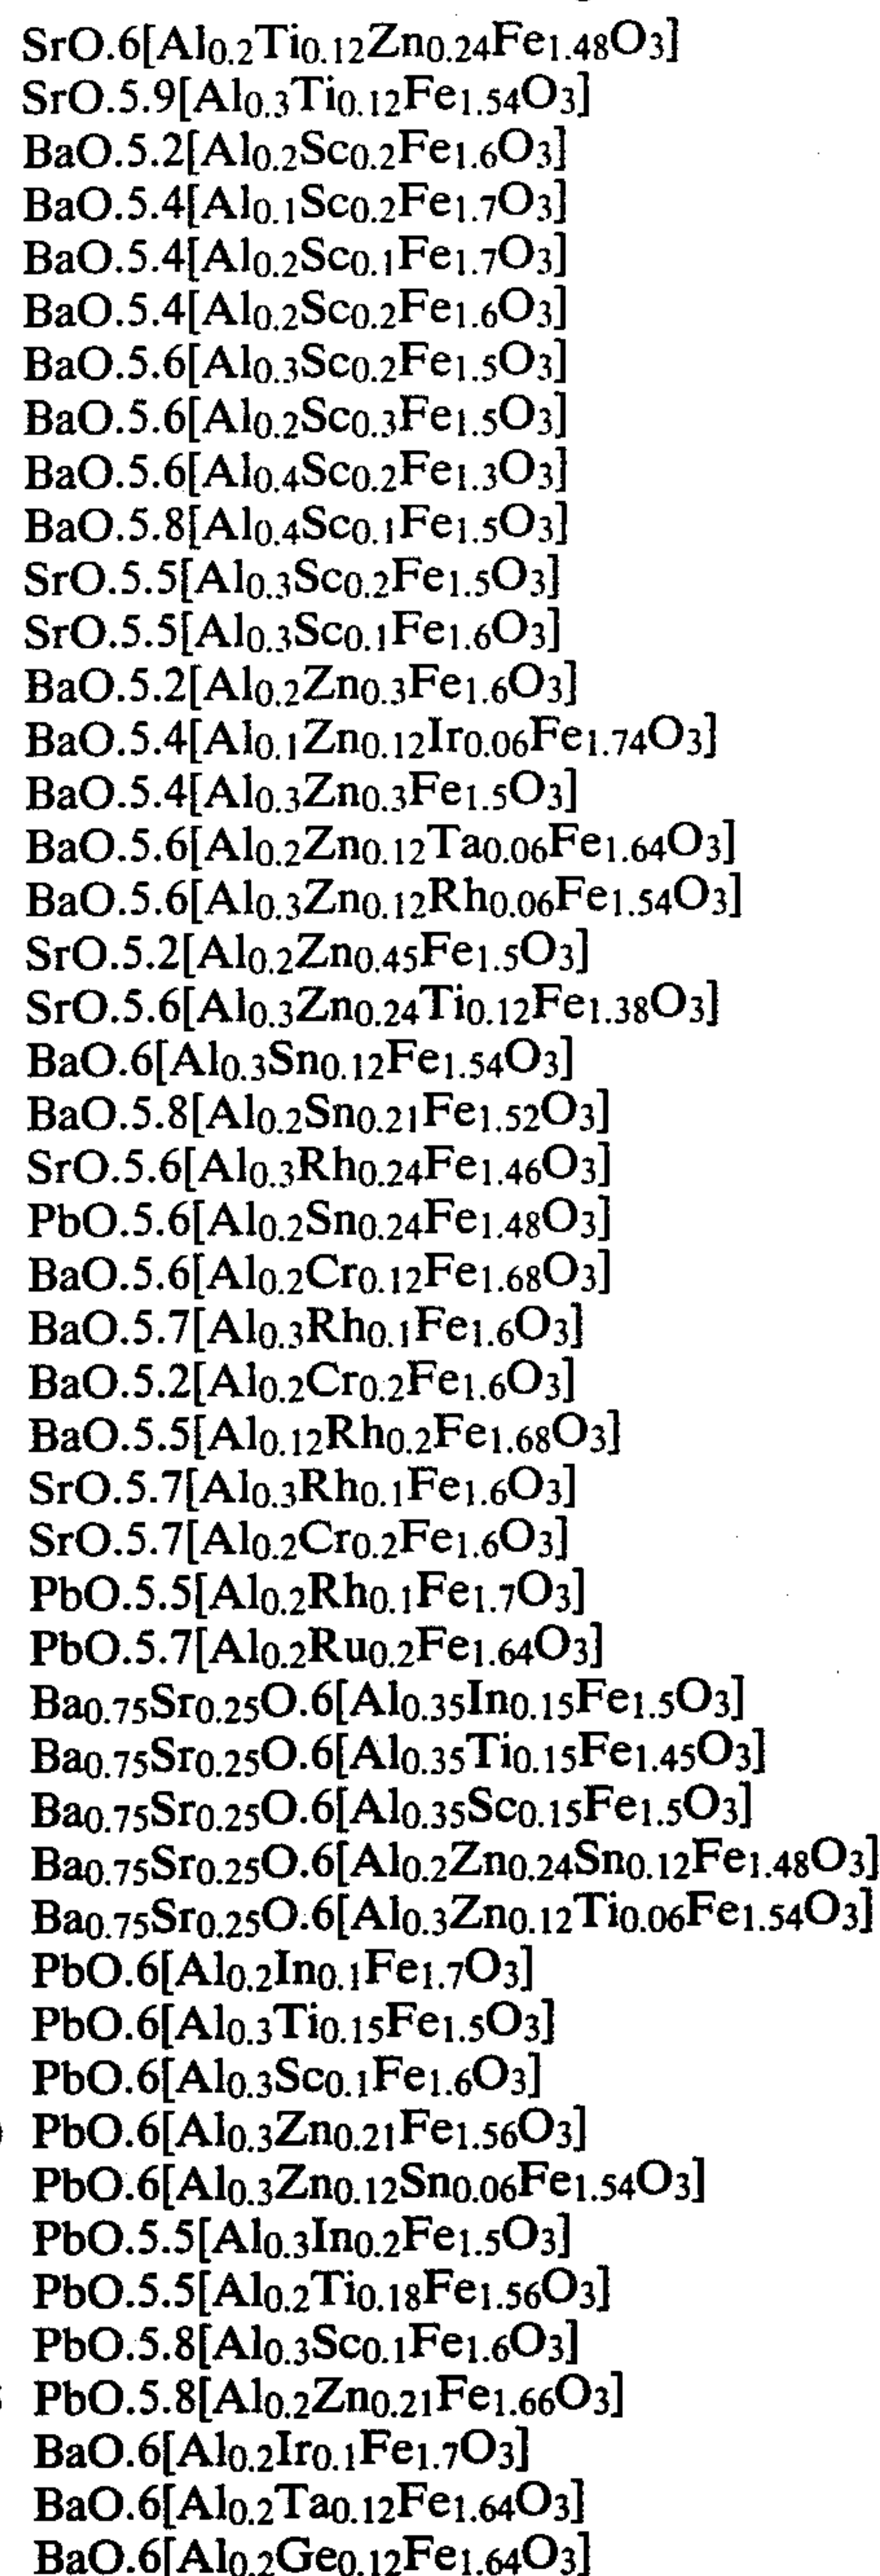 SrO.6[Al0.2Ti0.12Zn0.24Fe1.48O3]
SrO.5.9[Al0.3Ti0.12Fe1.54O3]
BaO.5.2[Al0.2Sc0.2Fe1.6O3]
BaO.5.4[Al0.1Sc0.2Fe1.7O3]
BaO.5.4[Al0.2Sc0.1Fe1.7O3]
BaO.5.4[Al0.2Sc0.2Fe1.6O3]
BaO.5.6[Al0.3Sc0.2Fe1.5O3]
BaO.5.6[Al0.2Sc0.3Fe1.5O3]
BaO.5.6[Al0.4Sc0.2Fe1.3O3]
BaO.5.8[Al0.4Sc0.1Fe1.5O3]
SrO.5.5[Al0.3Sc0.2Fe1.5O3]
SrO.5.5[Al0.3Sc0.1Fe1.6O3]
BaO.5.2[Al0.2Zn0.3Fe1.6O3]
BaO.5.4[Al0.1Zn0.12Ir0.06Fe1.74O3]
BaO.5.4[Al0.3Zn0.3Fe1.5O3]
BaO.5.6[Al0.2Zn0.12Ta0.06Fe1.64O3]
BaO.5.6[Al0.3Zn0.12Rh0.06Fe1.54O3]
SrO.5.2[Al0.2Zn0.45Fe1.5O3]
SrO.5.6[Al0.3Zn0.24Ti0.12Fe1.38O3]
BaO.6[Al0.3Sn0.12Fe1.54O3]
BaO.5.8[Al0.2Sn0.21Fe1.52O3]
SrO.5.6[Al0.3Rh0.24Fe1.46O3]
PbO.5.6[Al0.2Sn0.24Fe1.48O3]
BaO.5.6[Al0.2Cr0.12Fe1.68O3]
BaO.5.7[Al0.3Rh0.1Fe1.6O3]
BaO.5.2[Al0.2Cr0.2Fe1.6O3]
BaO.5.5[Al0.12Rh0.2Fe1.68O3]
SrO.5.7[Al0.3Rh0.1Fe1.6O3]
SrO.5.7[Al0.2Cr0.2Fe1.6O3]
PbO.5.5[Al0.2Rh0.1Fe1.7O3]
PbO.5.7[Al0.2Ru0.2Fe1.64O3]
Ba0.75Sr0.25O.6[Al0.35In0.15Fe1.5O3]
Ba0.75Sr0.25O.6[Al0.35Ti0.15Fe1.45O3]
Ba0.75Sr0.25O.6[Al0.35Sc0.15Fe1.5O3]
Ba0.75Sr0.25O.6[Al0.2Zn0.24Sn0.12Fe1.48O3]
Ba0.75Sr0.25O.6[Al0.3Zn0.12Ti0.06Fe1.54O3]
PbO.6[Al0.2In0.1Fe1.7O3]
PbO.6[Al0.3Ti0.15Fe1.5O3]
PbO.6[Al0.3Sc0.1Fe1.6O3]
PbO.6[Al0.3Zn0.21Fe1.56O3]
PbO.6[Al0.3Zn0.12Sn0.06Fe1.54O3]
PbO.5.5[Al0.3In0.2Fe1.5O3]
PbO.5.5[Al0.2Ti0.18Fe1.56O3]
PbO.5.8[Al0.3Sc0.1Fe1.6O3]
PbO.5.8[Al0.2Zn0.21Fe1.66O3]
BaO.6[Al0.2Ir0.1Fe1.7O3]
BaO.6[Al0.2Ta0.12Fe1.64O3]
BaO.6[Al0.2Ge0.12Fe1.64O3]